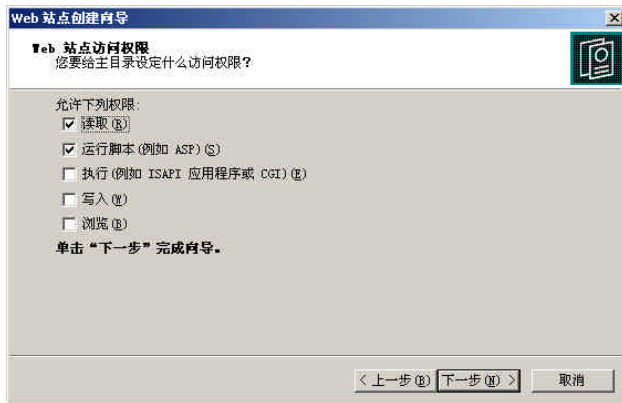 Web 站点创建向导
Web 站点访问权限
您要给主目录设定什么访问权限？
允许下列权限:
读取(R)
运行脚本(例如 ASP)(S)
执行(例如 ISAPI 应用程序或 CGI)(E)
写入(W)
浏览(B)
单击“下一步”完成向导。
< 上一步(B) 下一步(N) > 取消